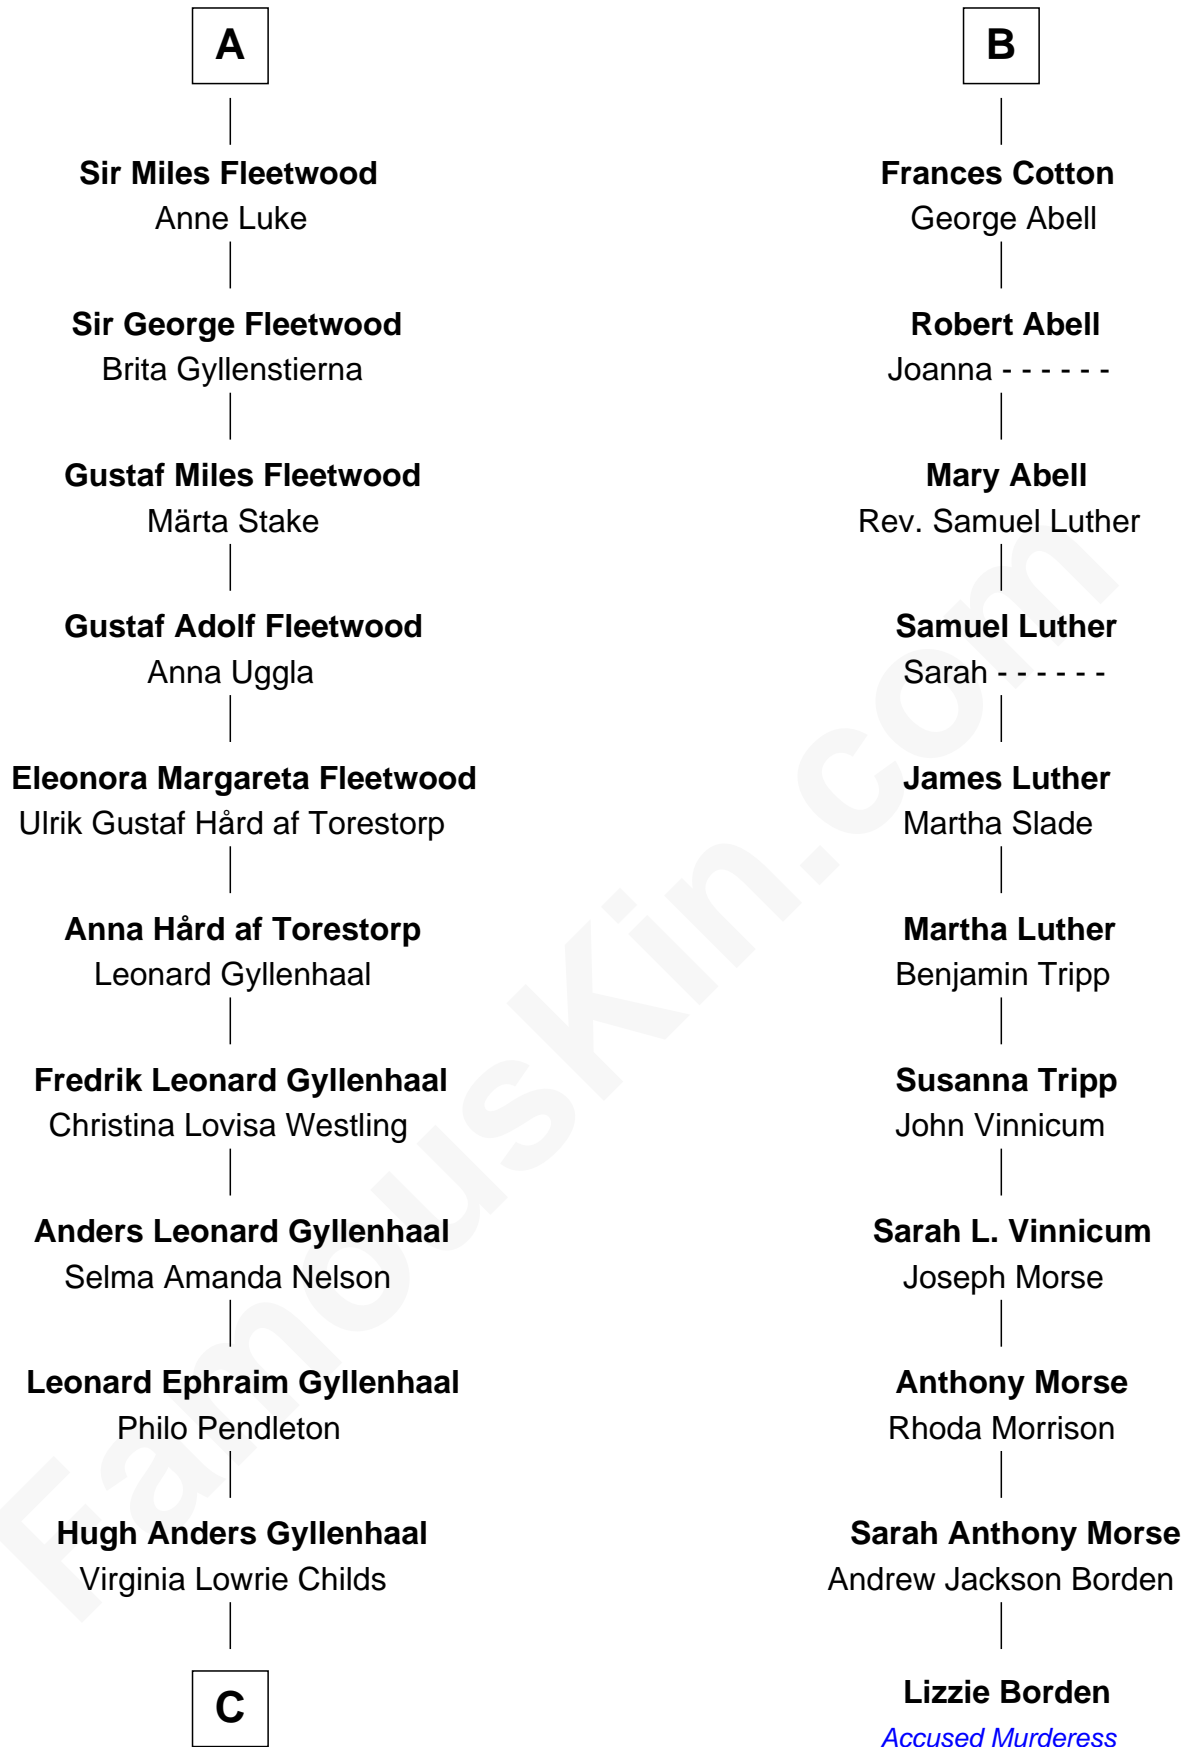 A
Sir Miles Fleetwood
Anne Luke
Sir George Fleetwood
Brita Gyllenstierna
Gustaf Miles Fleetwood
Märta Stake
Gustaf Adolf Fleetwood
Anna Uggla
Eleonora Margareta Fleetwood
Ulrik Gustaf Hård af Torestorp
Anna Hård af Torestorp
Leonard Gyllenhaal
Fredrik Leonard Gyllenhaal
Christina Lovisa Westling
Anders Leonard Gyllenhaal
Selma Amanda Nelson
Leonard Ephraim Gyllenhaal
Philo Pendleton
Hugh Anders Gyllenhaal
Virginia Lowrie Childs
C
B
Frances Cotton
George Abell
Robert Abell
Joanna - - - - - -
Mary Abell
Rev. Samuel Luther
Samuel Luther
Sarah - - - - - -
James Luther
Martha Slade
Martha Luther
Benjamin Tripp
Susanna Tripp
John Vinnicum
Sarah L. Vinnicum
Joseph Morse
Anthony Morse
Rhoda Morrison
Sarah Anthony Morse
Andrew Jackson Borden
Lizzie Borden
Accused Murderess
FamousKin.com